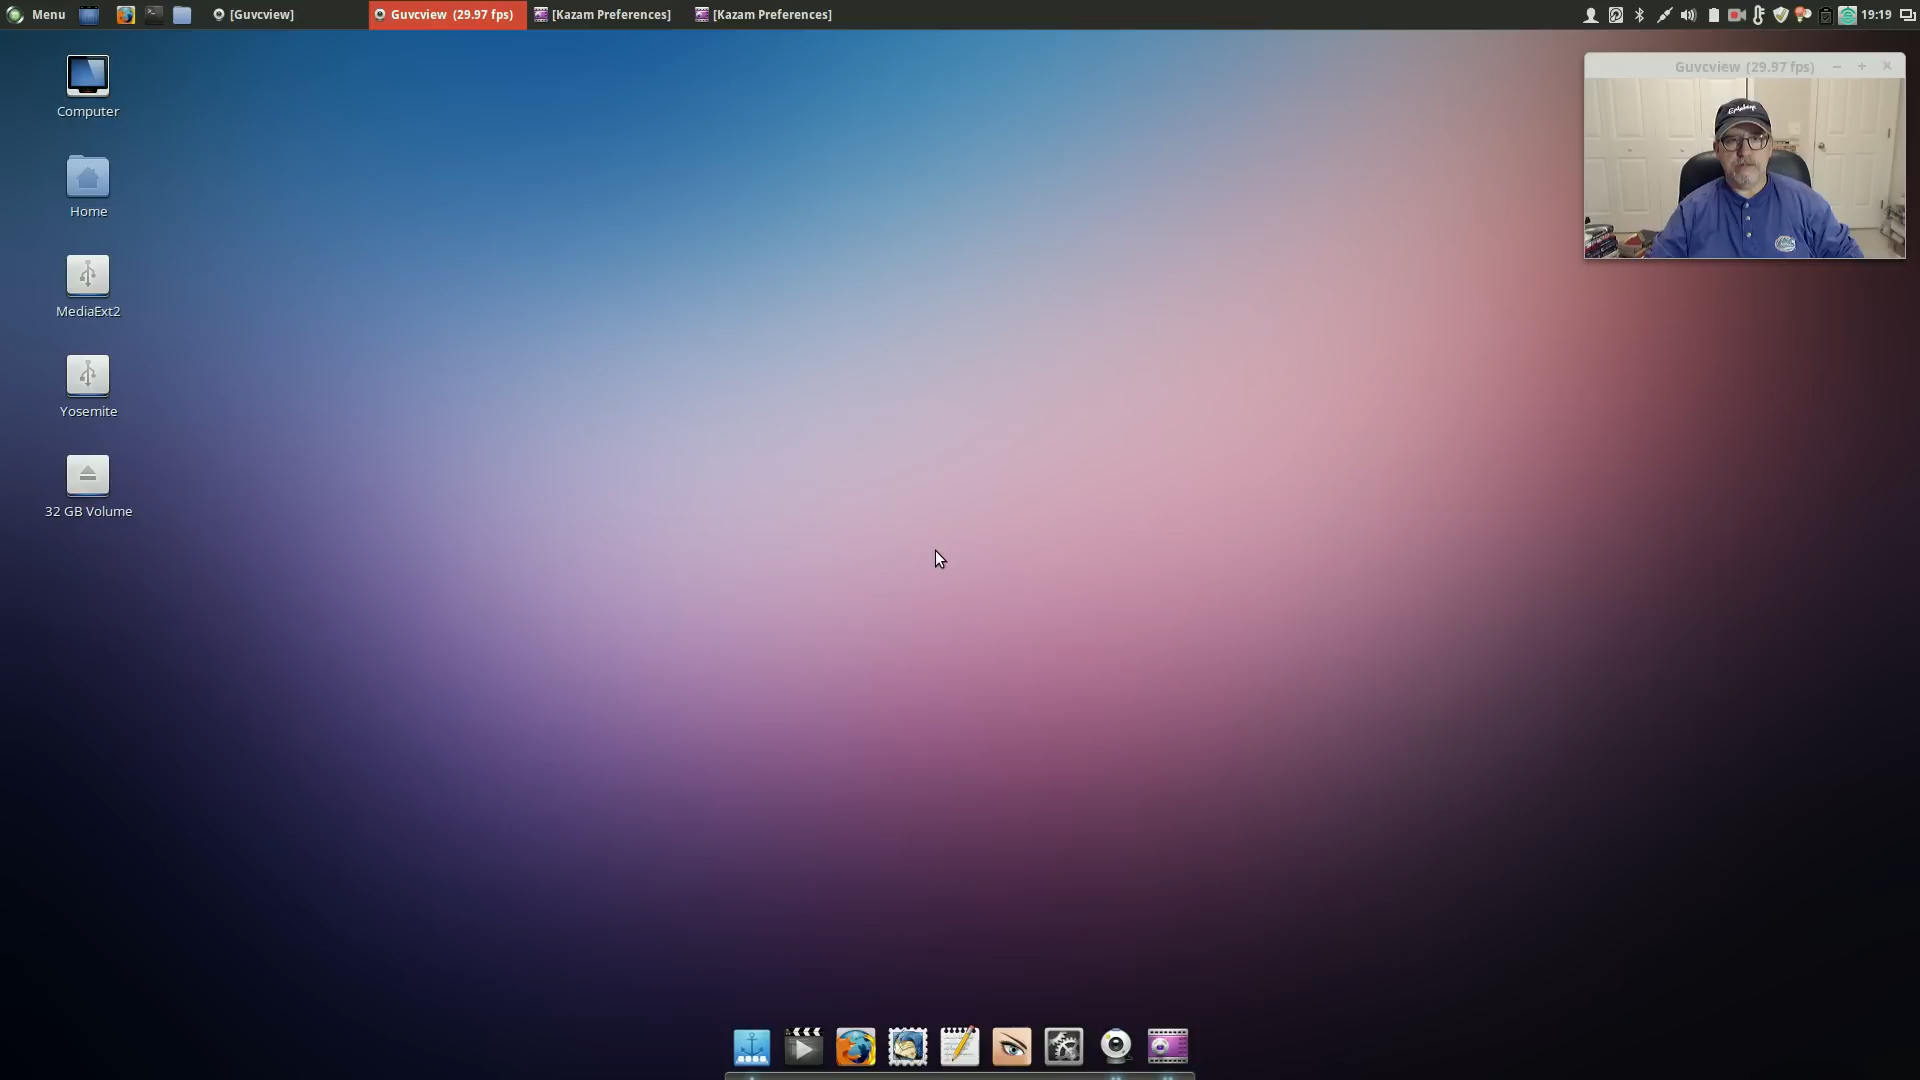 Menu
[Guvcview]
Guvcview (29.97 fps)
[Kazam Preferences]
[Kazam Preferences]
19:19
Guvcview (29.97 fps)
Computer
Home
MediaExt2
Yosemite
32 GB Volume